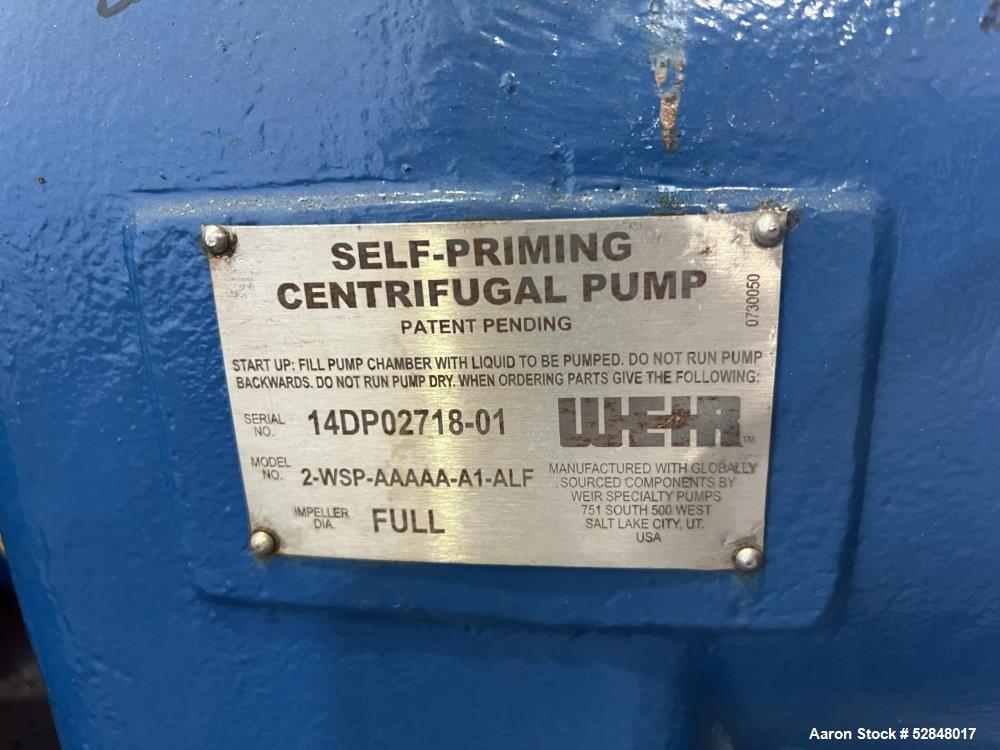 SELF-PRIMING
CENTRIFUGAL PUMP
PATENT PENDING
0730050
START UP: FILL PUMP CHAMBER WITH LIQUID TO BE PUMPED. DO NOT RUN PUMP
BACKWARDS. DO NOT RUN PUMP DRY. WHEN ORDERING PARTS GIVE THE FOLLOWING:
SERIAL NO. 14DP02718-01
WEIR TM
MODEL NO. 2-WSP-AAAAA-A1-ALF
IMPELLER DIA. FULL
MANUFACTURED WITH GLOBALLY
SOURCED COMPONENTS BY
WEIR SPECIALTY PUMPS
751 SOUTH 500 WEST
SALT LAKE CITY, UT.
USA
Aaron Stock # 52848017